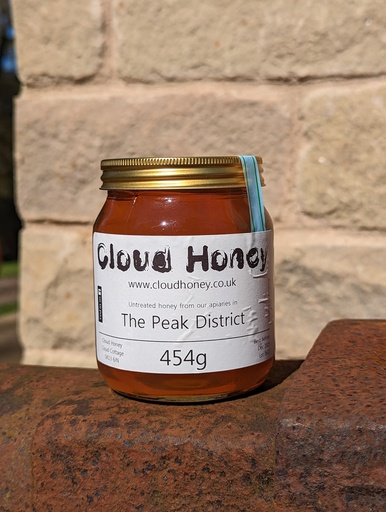 Cloud Honey
www.cloudhoney.co.uk
Untreated honey from our apiaries in
The Peak District
Cloud Honey
Cloud Cottage
454g